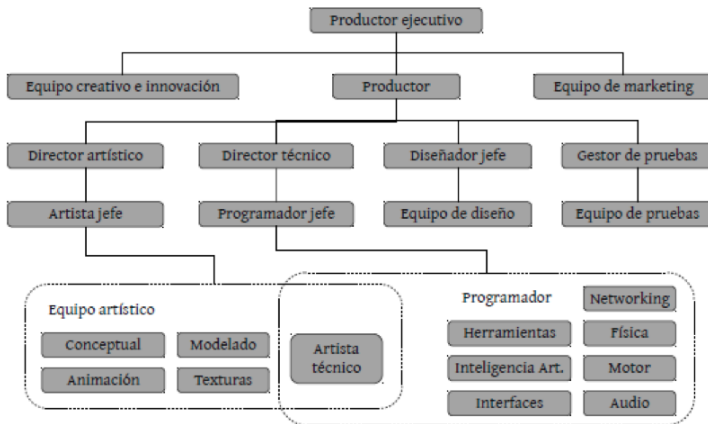 Productor ejecutivo
Equipo creativo e innovación
Productor
Equipo de marketing
Director artístico
Director técnico
Diseñador jefe
Gestor de pruebas
Artista jefe
Programador jefe
Equipo de diseño
Equipo de pruebas
Equipo artístico
Conceptual
Modelado
Animación
Texturas
Artista
técnico
Programador
Networking
Herramientas
Física
Inteligencia Art.
Motor
Interfaces
Audio